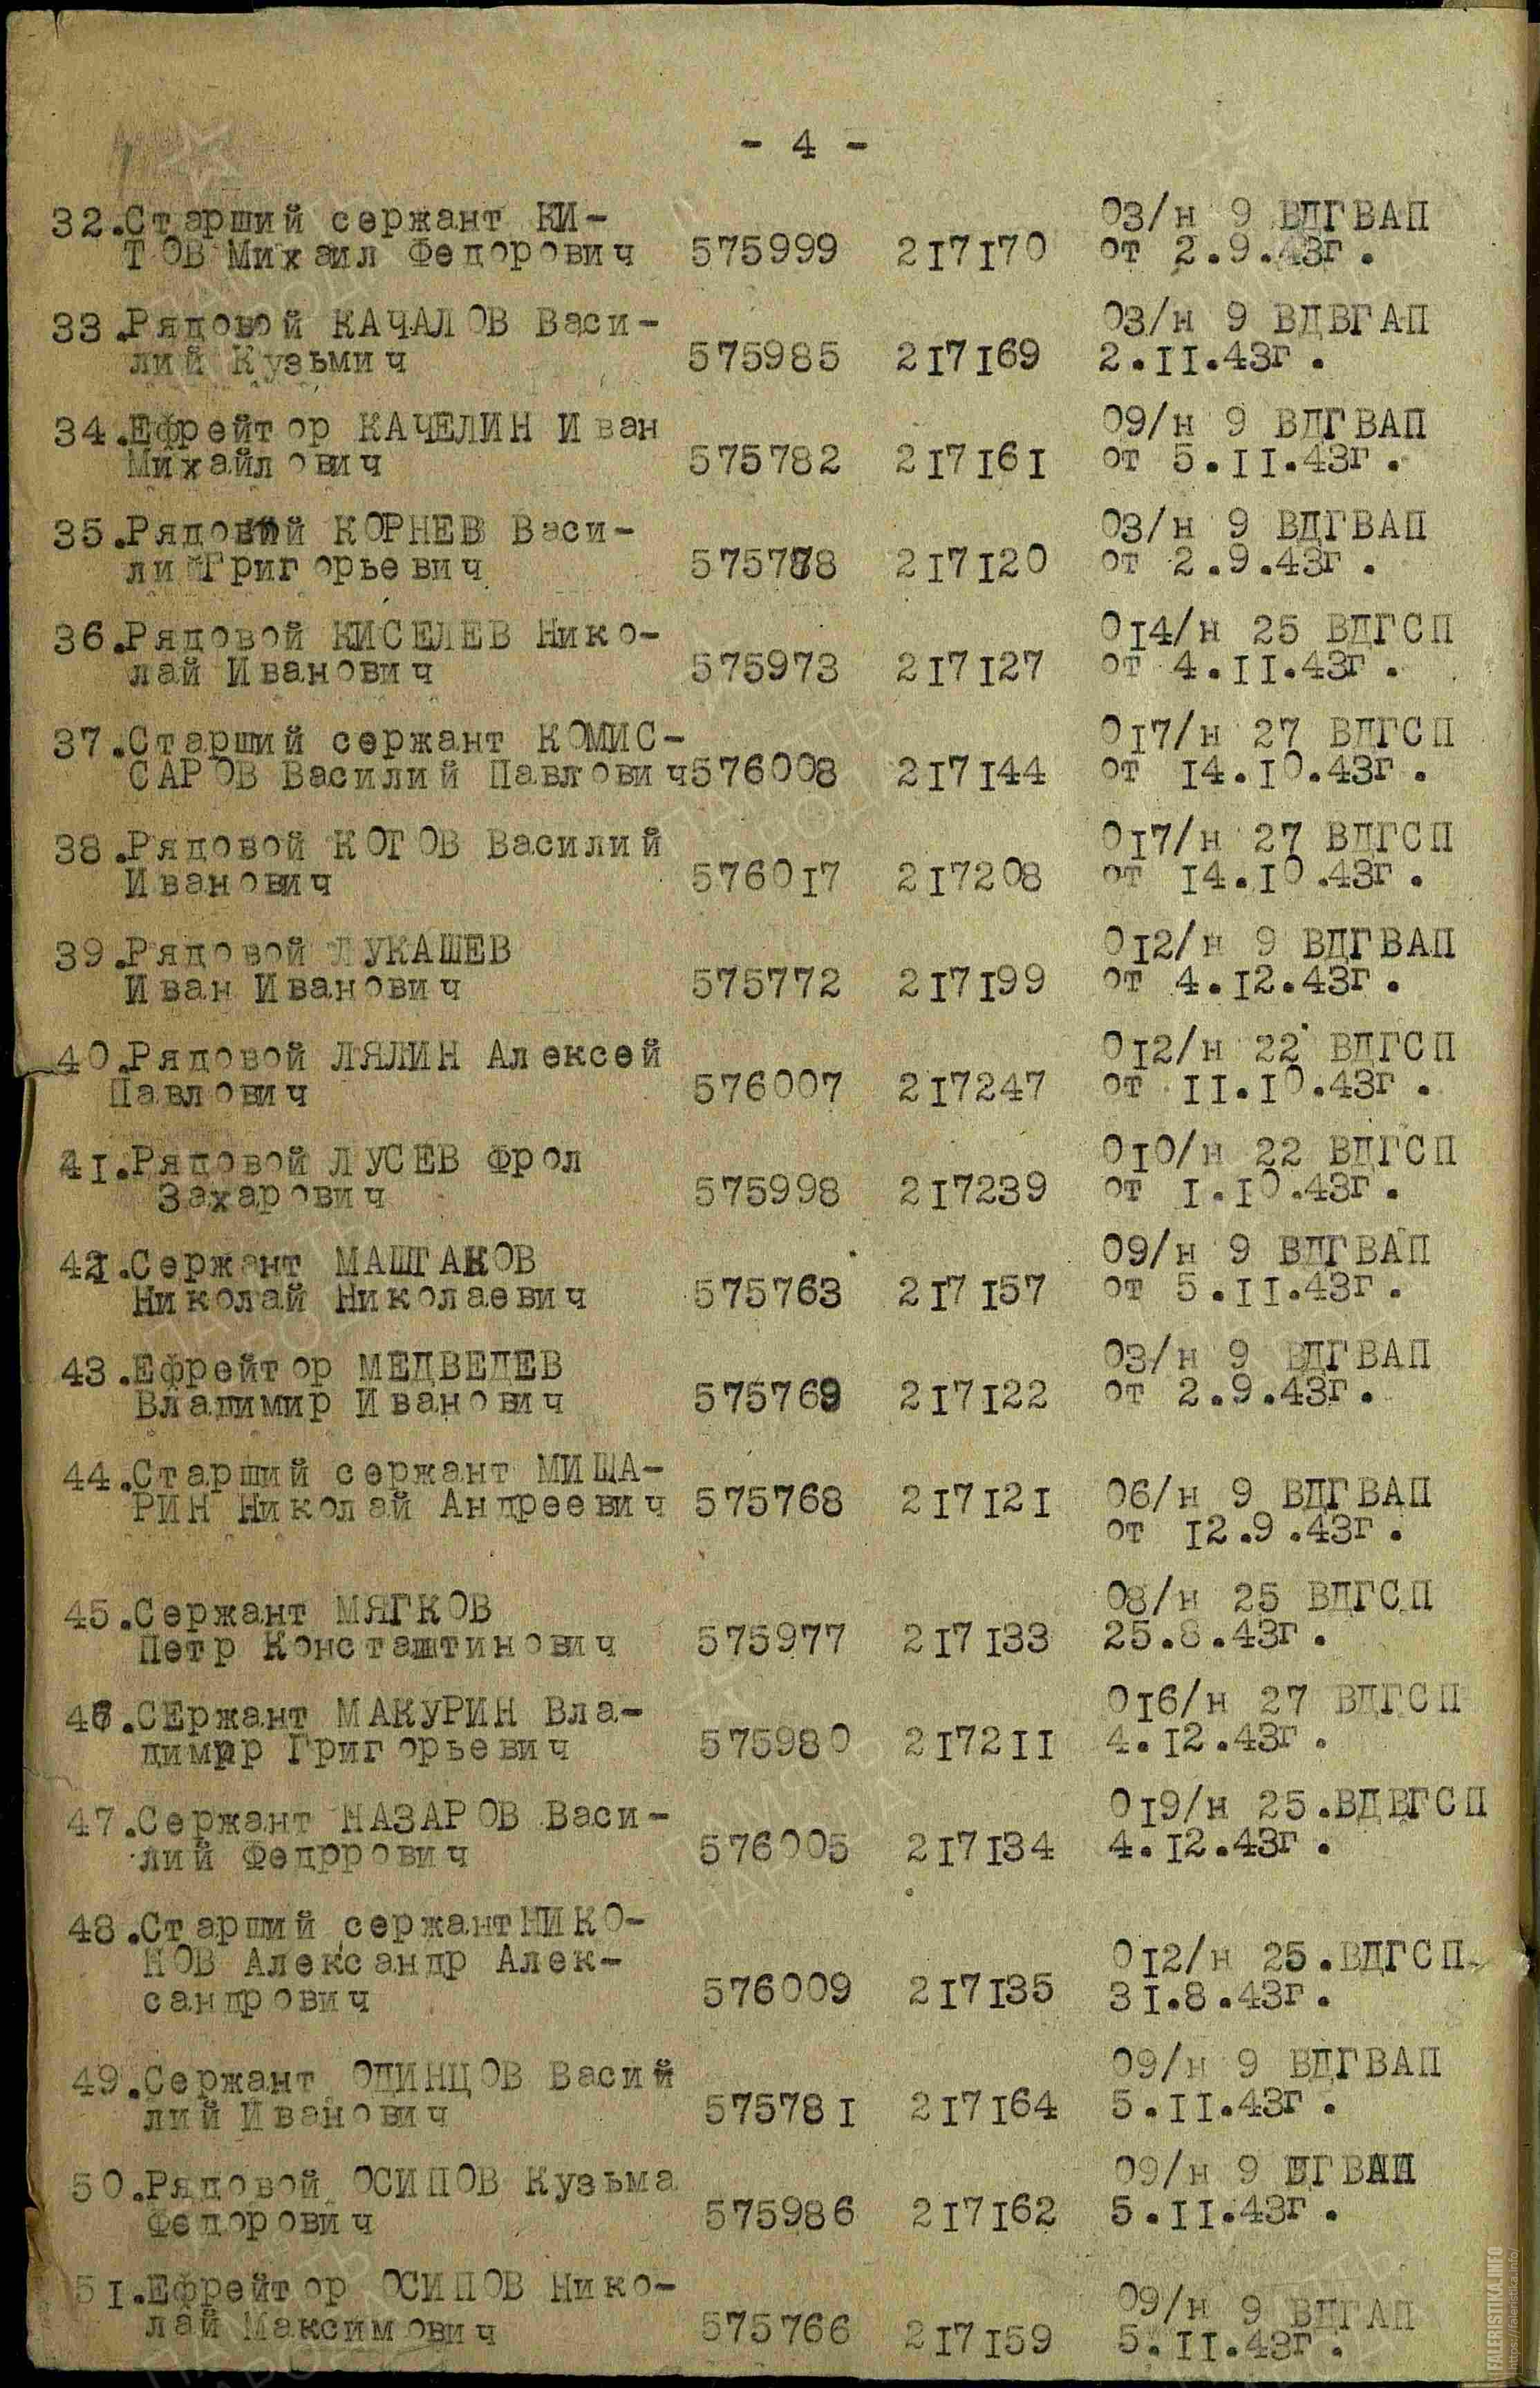 - 4 -
32.Старший сержант КИ-
03/н 9 ВДГВАП
ТОВ Михаил Федорович 575999 217170 от 2.9.43г.
33.Рядовой КАЧАЛОВ Васи-
03/н 9 ВДВГАП
лий Кузьмич 575985 217169 2.11.43г.
34.Ефрейтор КАЧЕЛИН Иван
09/н 9 ВДГВАП
Михайлович 575782 217161 от 5.11.43г.
35.Рядовой КОРНЕВ Васи-
03/н 9 ВДГВАП
лий Григорьевич 217120 от 2.9.43г.
36.Рядовой КИСЕЛЕВ Нико-
014/н 25 ВДГСП
лай Иванович 575973 217127 от 4.11.43г.
37.Старший сержант КОМИС-
017/н 27 ВДГСП
САРОВ Василий Павлович 576008 217144 от 14.10.43г.
38.Рядовой КОТОВ Василий
017/н 27 ВДГСП
Иванович 576017 217208 от 14.10.43г.
39.Рядовой ЛУКАШЕВ
012/н 9 ВДГВАП
Иван Иванович 575772 217199 от 4.12.43г.
40.Рядовой ЛЯЛИН Алексей
012/н 22 ВДГСП
Павлович 576007 217247 от 11.10.43г.
41.Рядовой ЛУСЕВ Фрол
010/н 22 ВДГСП
Захарович 575998 217239 от 1.10.43г.
42.Сержант МАШТАКОВ
09/н 9 ВДГВАП
Николай Николаевич 575763 217157 от 5.11.43г.
43.Ефрейтор МЕДВЕДЕВ
03/н 9 ВДГВАП
Владимир Иванович 575769 217122 от 2.9.43г.
44.Старший сержант МИША-
РИН Николай Андреевич 575768 217121 06/н 9 ВДГВАП
от 12.9.43г.
45.Сержант МЯГКОВ
08/н 25 ВДГСП
Петр Консташтинович 575977 217133 25.8.43г.
46.СЕржант МАКУРИН Вла-
016/н 27 ВДГСП
димир Григорьевич 575980 217211 4.12.43г.
47.Сержант НАЗАРОВ Васи-
019/н 25.ВДВГСП
лий Федррович 576005 217134 4.12.43г.
48.Старший сержант НИКО-
НОВ Александр Алек-
012/н 25.ВДГСП
сандрович 576009 217135 31.8.43г.
49.Сержант ОДИНЦОВ Васий
09/н 9 ВДГВАП
лий Иванович 575781 217164 5.11.43г.
50.Рядовой ОСИПОВ Кузьма
09/н 9
Федорович 575986 217162 5.11.43г.
51.Ефрейтор ОСИПОВ Нико-
09/н 9 ВДГАП
лай Максимович 575766 217159 5.11.43г.
FALERISTIKA.INFO
https://faleristika.info/